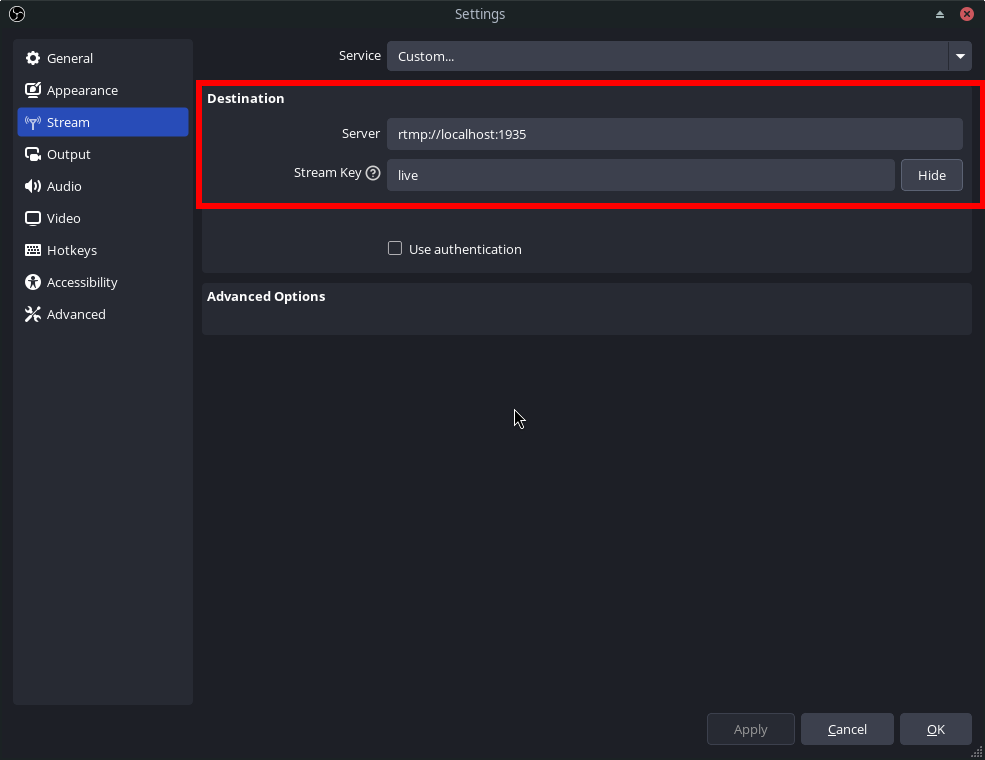 Settings
General
Appearance
Stream
Output
Audio
Video
Hotkeys
Accessibility
Advanced
Service Custom...
Destination
Server rtmp://localhost:1935
Stream Key ? live Hide
Use authentication
Advanced Options
Apply Cancel OK